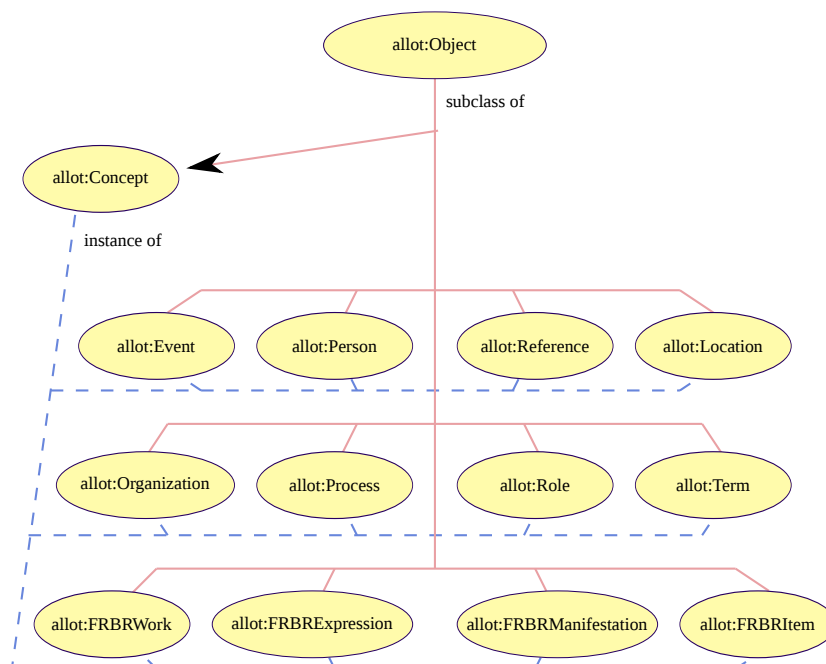 allot:Object
subclass of
allot:Concept
instance of
allot:Event
allot:Person
allot:Reference
allot:Location
allot:Organization
allot:Process
allot:Role
allot:Term
allot:FRBRWork
allot:FRBRExpression
allot:FRBRManifestation
allot:FRBRItem